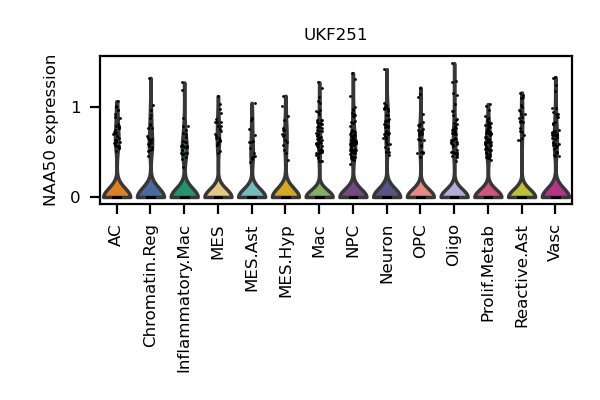 UKF251
NAA50 expression
1
0
AC
Chromatin.Reg
Inflammatory.Mac
MES
MES.Ast
MES.Hyp
Mac
NPC
Neuron
OPC
Oligo
Prolif.Metab
Reactive.Ast
Vasc